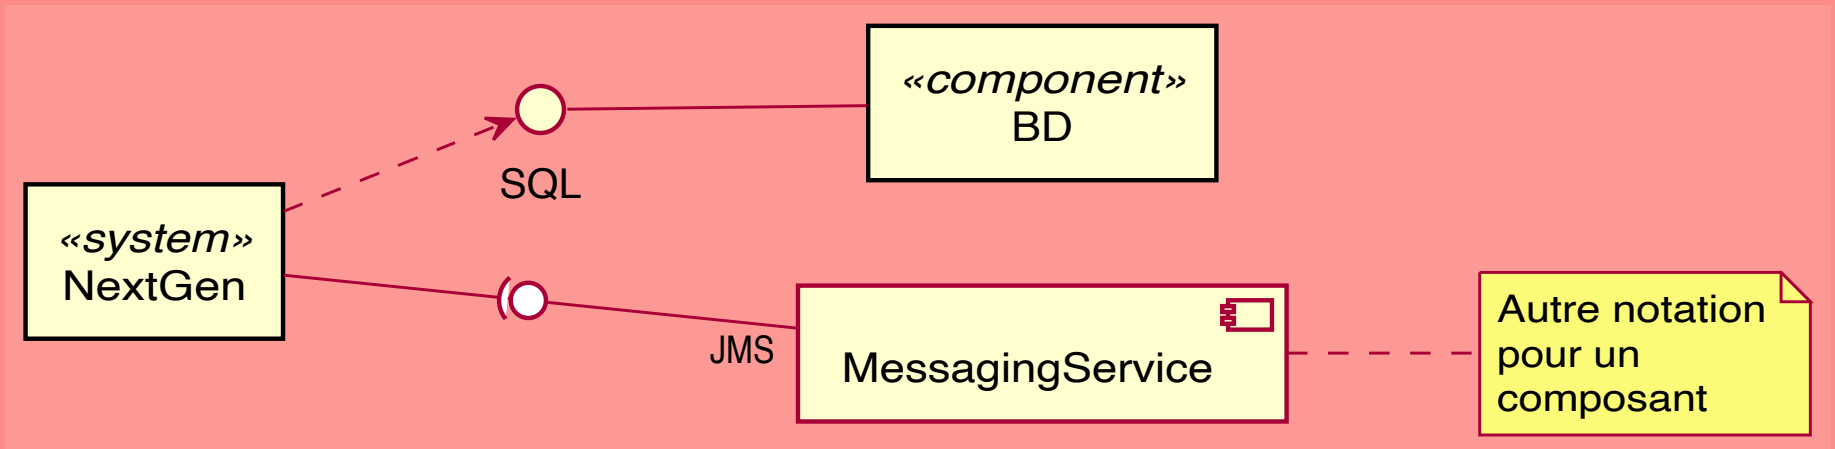 «component»
BD
SQL
«system»
NextGen
JMS
MessagingService
Autre notation
pour un
composant